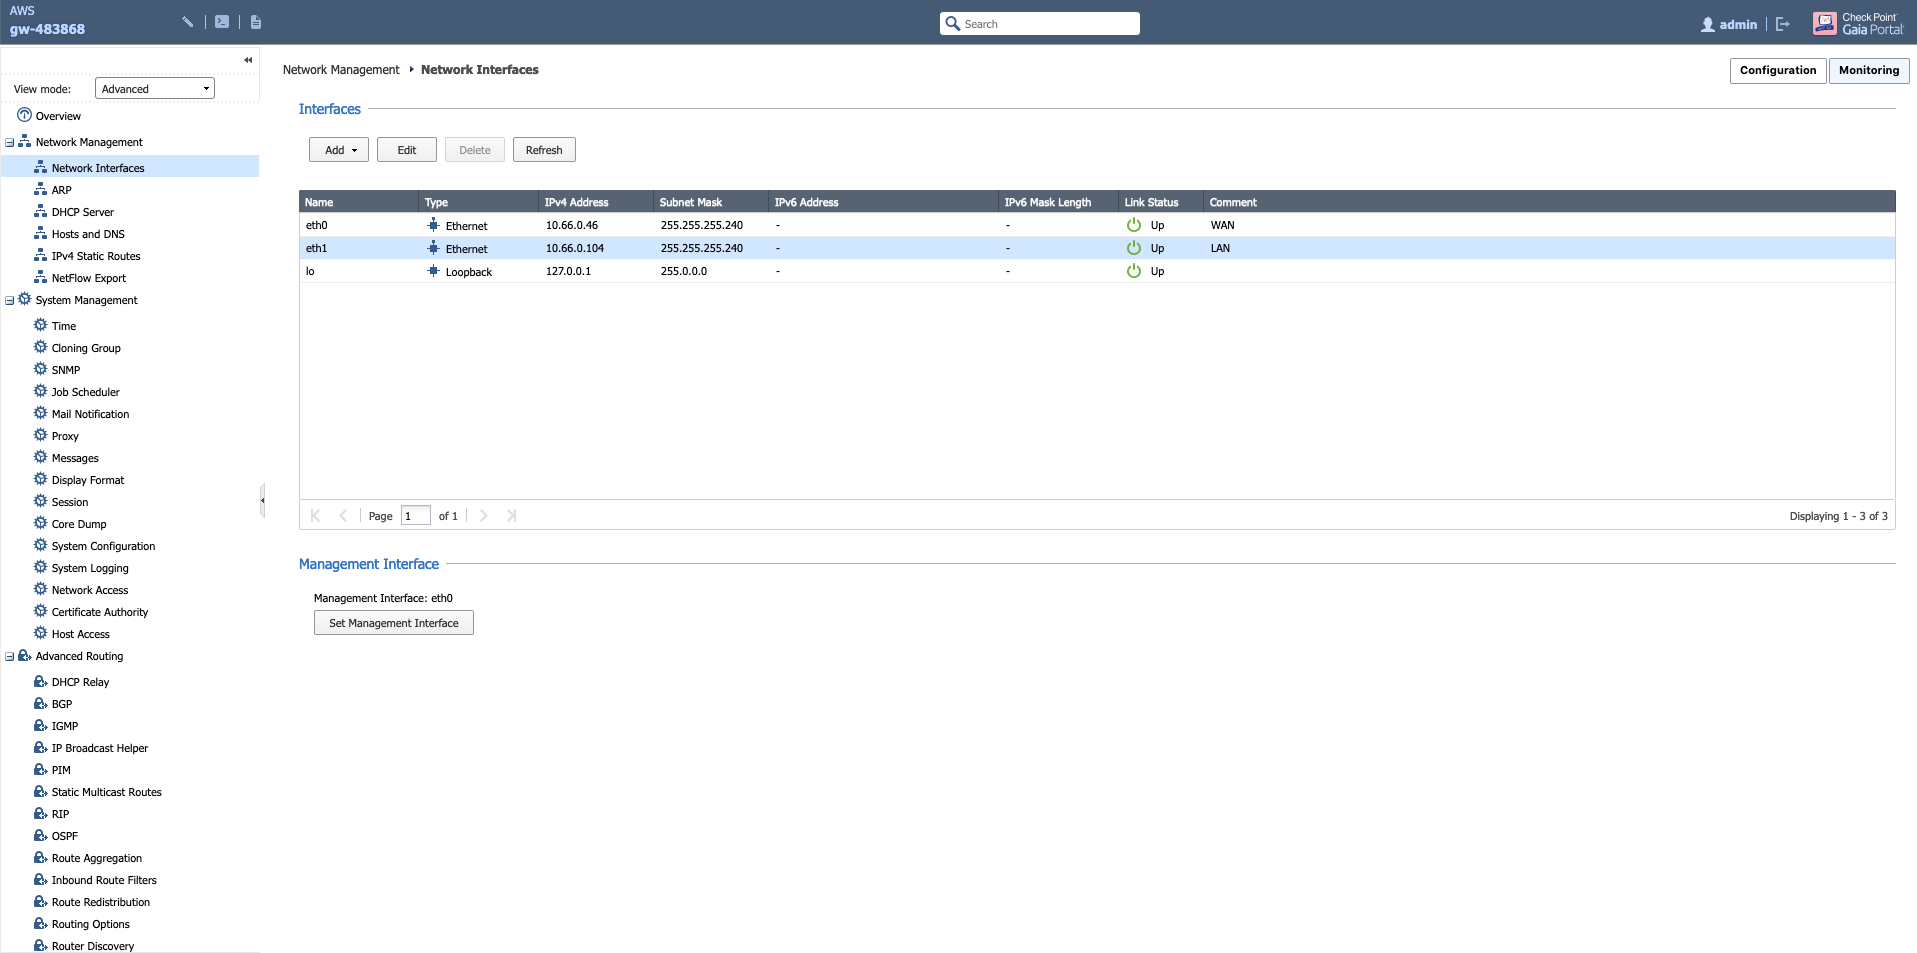 AWS
gw-483868
Search
admin
Check Point
Gaia Portal
View mode: Advanced
Overview
Network Management
Network Interfaces
ARP
DHCP Server
Hosts and DNS
IPv4 Static Routes
NetFlow Export
System Management
Time
Cloning Group
SNMP
Job Scheduler
Mail Notification
Proxy
Messages
Display Format
Session
Core Dump
System Configuration
System Logging
Network Access
Certificate Authority
Host Access
Advanced Routing
DHCP Relay
BGP
IGMP
IP Broadcast Helper
PIM
Static Multicast Routes
RIP
OSPF
Route Aggregation
Inbound Route Filters
Route Redistribution
Routing Options
Router Discovery
Network Management Network Interfaces
Configuration Monitoring
Interfaces
Add Edit Delete Refresh
Name Type IPv4 Address Subnet Mask IPv6 Address IPv6 Mask Length Link Status Comment
eth0 Ethernet 10.66.0.46 255.255.255.240 - - Up WAN
eth1 Ethernet 10.66.0.104 255.255.255.240 - - Up LAN
lo Loopback 127.0.0.1 255.0.0.0 - - Up
Page 1 of 1
Displaying 1 - 3 of 3
Management Interface
Management Interface: eth0
Set Management Interface